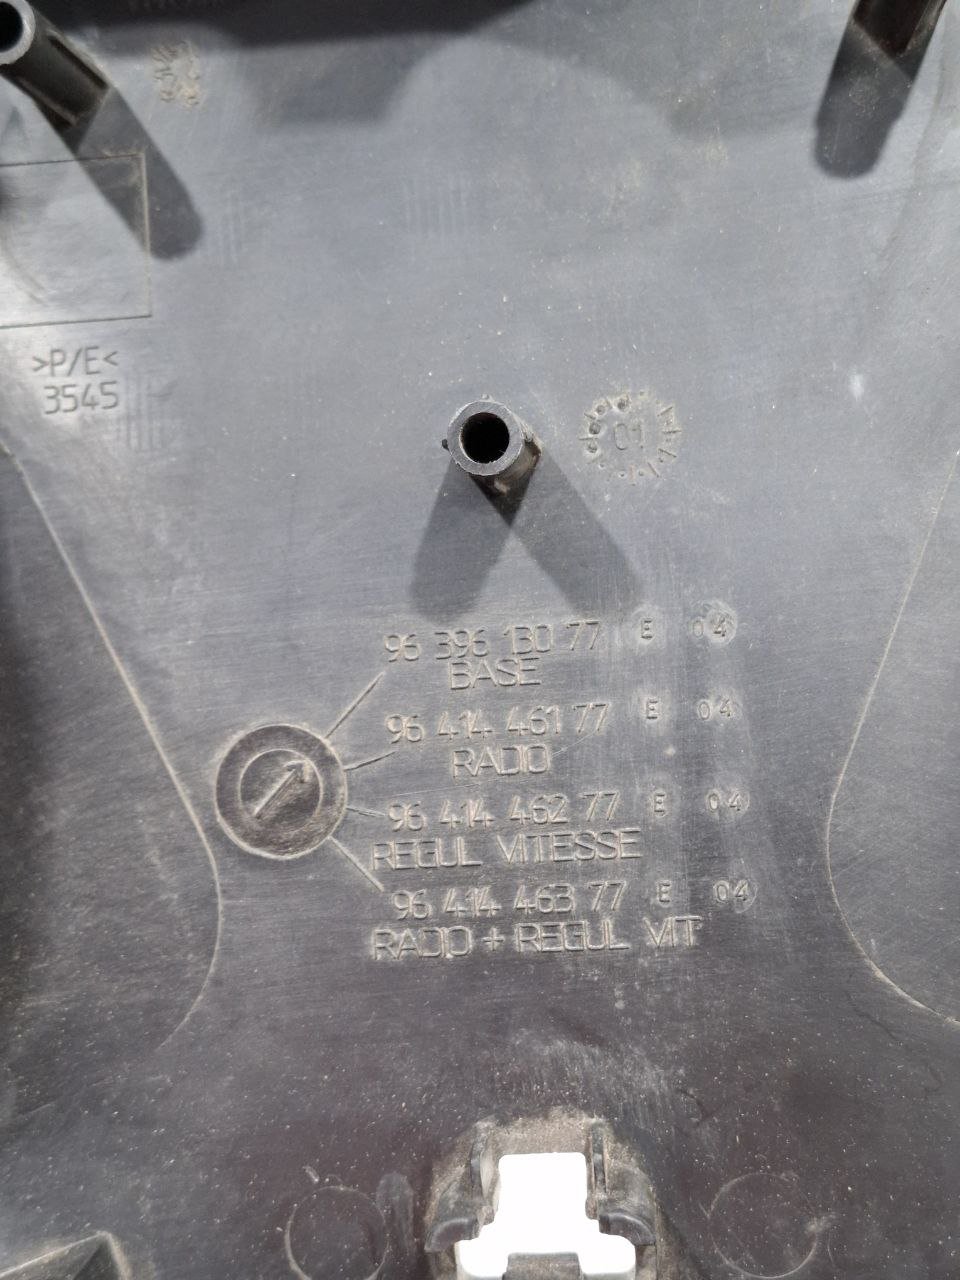 >P/E<
3545
01
96 396 130 77 E 04
BASE
96 414 461 77 E 04
RADIO
96 414 462 77 E 04
REGUL VITESSE
96 414 463 77 E 04
RADIO + REGUL VIT